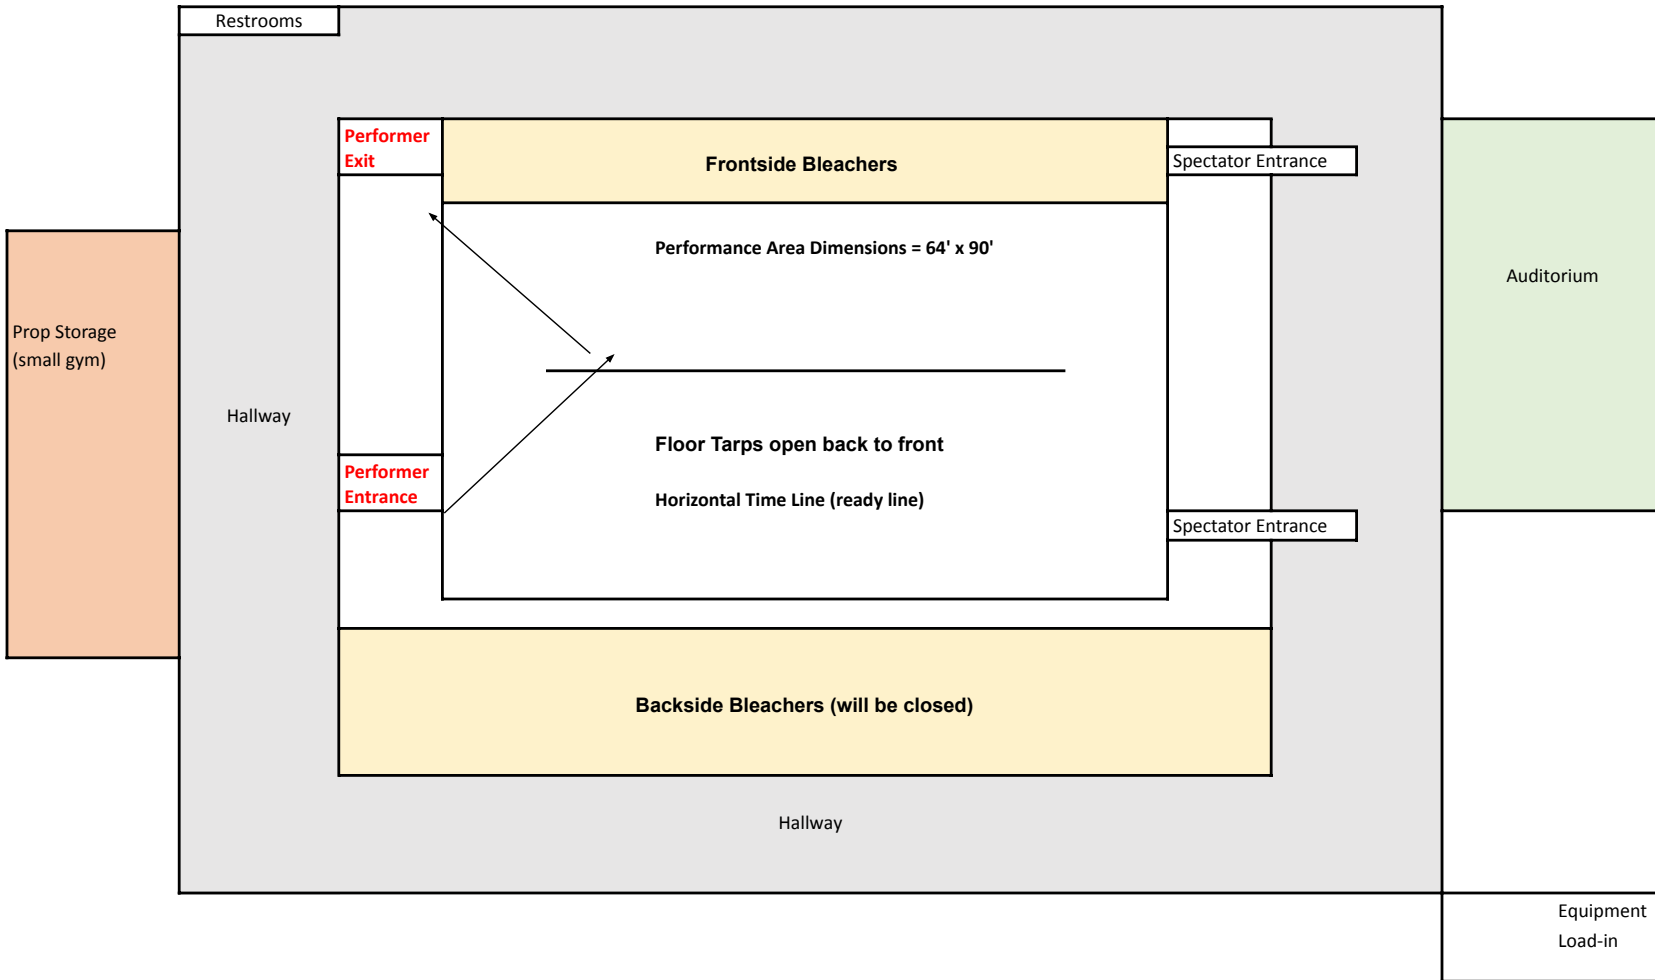 Restrooms
Performer
Exit
Frontside Bleachers
Spectator Entrance
Performance Area Dimensions = 64' x 90'
Auditorium
Prop Storage
(small gym)
Hallway
Floor Tarps open back to front
Performer
Entrance
Horizontal Time Line (ready line)
Spectator Entrance
Backside Bleachers (will be closed)
Hallway
Equipment
Load-in